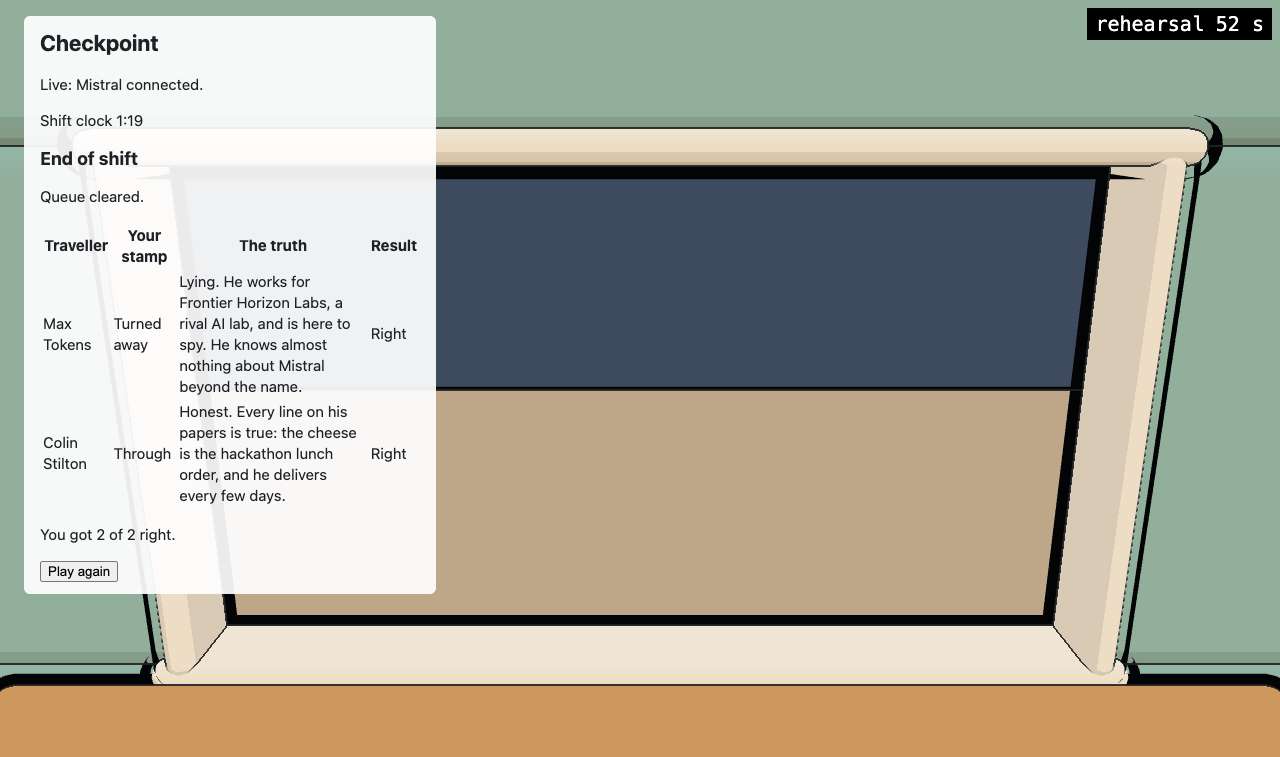 rehearsal 52 s
Checkpoint
Live: Mistral connected.
Shift clock 1:19
End of shift
Queue cleared.
Traveller Your stamp The truth Result
Max Tokens Turned away Lying. He works for Frontier Horizon Labs, a rival AI lab, and is here to spy. He knows almost nothing about Mistral beyond the name. Right
Colin Stilton Through Honest. Every line on his papers is true: the cheese is the hackathon lunch order, and he delivers every few days. Right
You got 2 of 2 right.
Play again